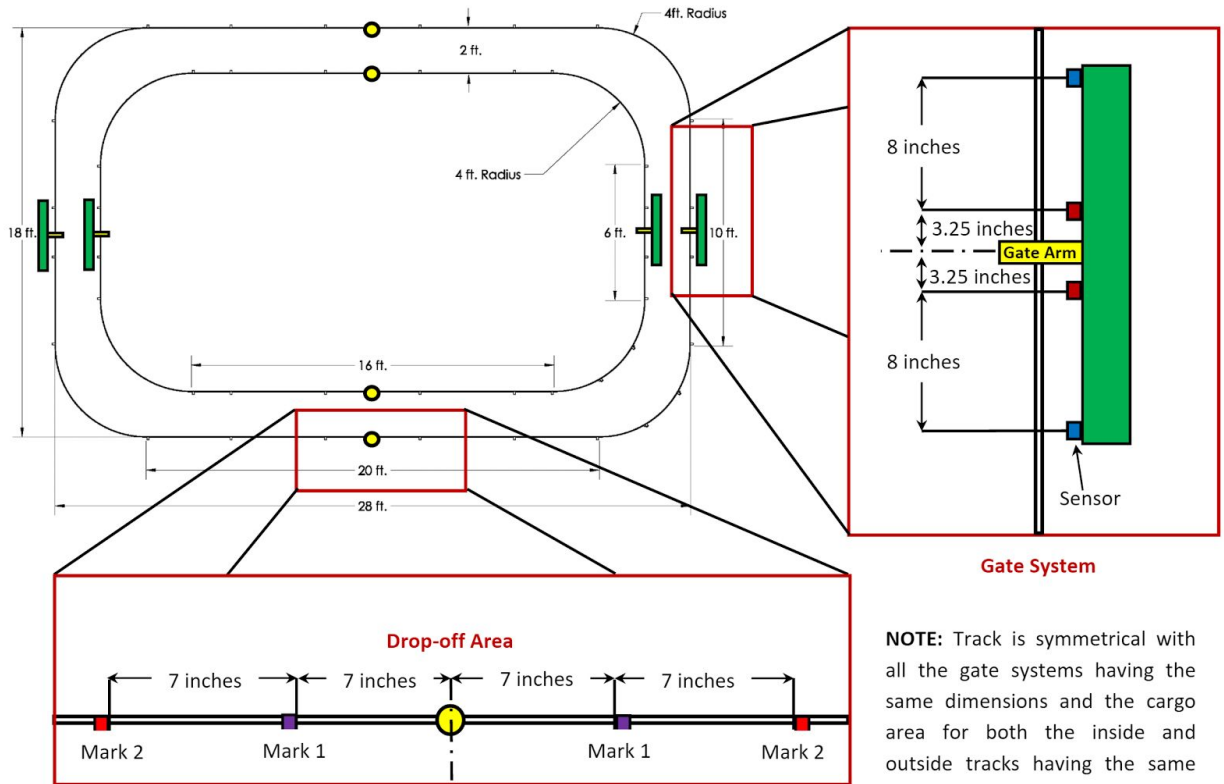 4ft. Radius
2 ft.
4 ft. Radius
18 ft.
6 ft.
10 ft.
16 ft.
20 ft.
28 ft.
8 inches
3.25 inches
Gate Arm
3.25 inches
8 inches
Sensor
Gate System
Drop-off Area
7 inches
7 inches
7 inches
7 inches
Mark 2
Mark 1
Mark 1
Mark 2
NOTE: Track is symmetrical with
all the gate systems having the
same dimensions and the cargo
area for both the inside and
outside tracks having the same